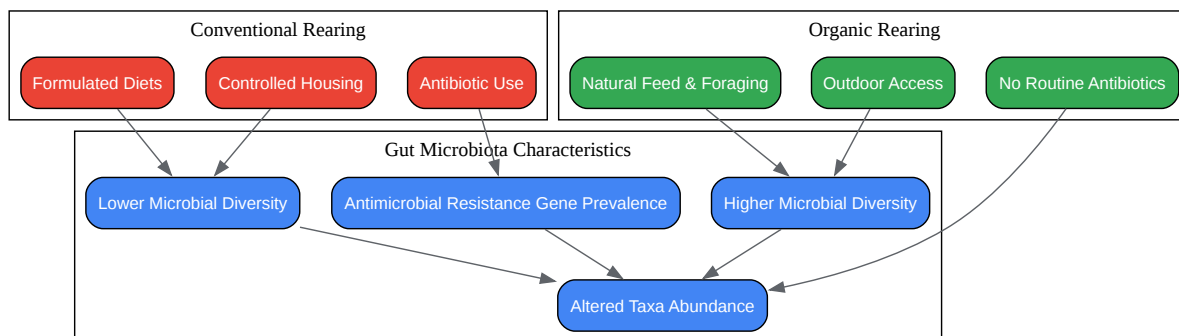 Conventional Rearing
Organic Rearing
Formulated Diets
Controlled Housing
Antibiotic Use
Natural Feed & Foraging
Outdoor Access
No Routine Antibiotics
Gut Microbiota Characteristics
Lower Microbial Diversity
Antimicrobial Resistance Gene Prevalence
Higher Microbial Diversity
Altered Taxa Abundance